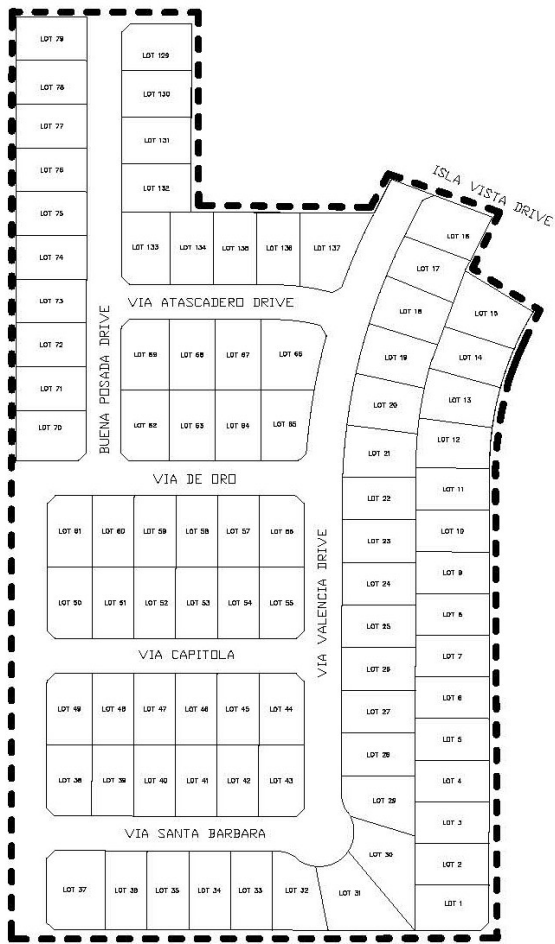 LOT 79
LOT 129
LOT 78
LOT 130
LOT 77
LOT 131
LOT 76
LOT 132
ISLA VISTA DRIVE
LOT 75
LOT 16
LOT 133
LOT 134
LOT 135
LOT 136
LOT 137
LOT 74
LOT 17
LOT 73
VIA ATASCADERO DRIVE
LOT 18
LOT 15
BUENA POSADA DRIVE
LOT 72
LOT 69
LOT 68
LOT 67
LOT 66
LOT 19
LOT 14
LOT 71
LOT 20
LOT 13
LOT 70
LOT 62
LOT 63
LOT 64
LOT 65
LOT 21
LOT 12
VIA DE ORO
LOT 22
LOT 11
LOT 61
LOT 60
LOT 59
LOT 58
LOT 57
LOT 56
VIA VALENCIA DRIVE
LOT 23
LOT 10
LOT 24
LOT 9
LOT 50
LOT 51
LOT 52
LOT 53
LOT 54
LOT 55
LOT 25
LOT 8
VIA CAPITOLA
LOT 26
LOT 7
LOT 49
LOT 48
LOT 47
LOT 46
LOT 45
LOT 44
LOT 27
LOT 6
LOT 28
LOT 5
LOT 38
LOT 39
LOT 40
LOT 41
LOT 42
LOT 43
LOT 29
LOT 4
VIA SANTA BARBARA
LOT 3
LOT 30
LOT 2
LOT 37
LOT 36
LOT 35
LOT 34
LOT 33
LOT 32
LOT 31
LOT 1